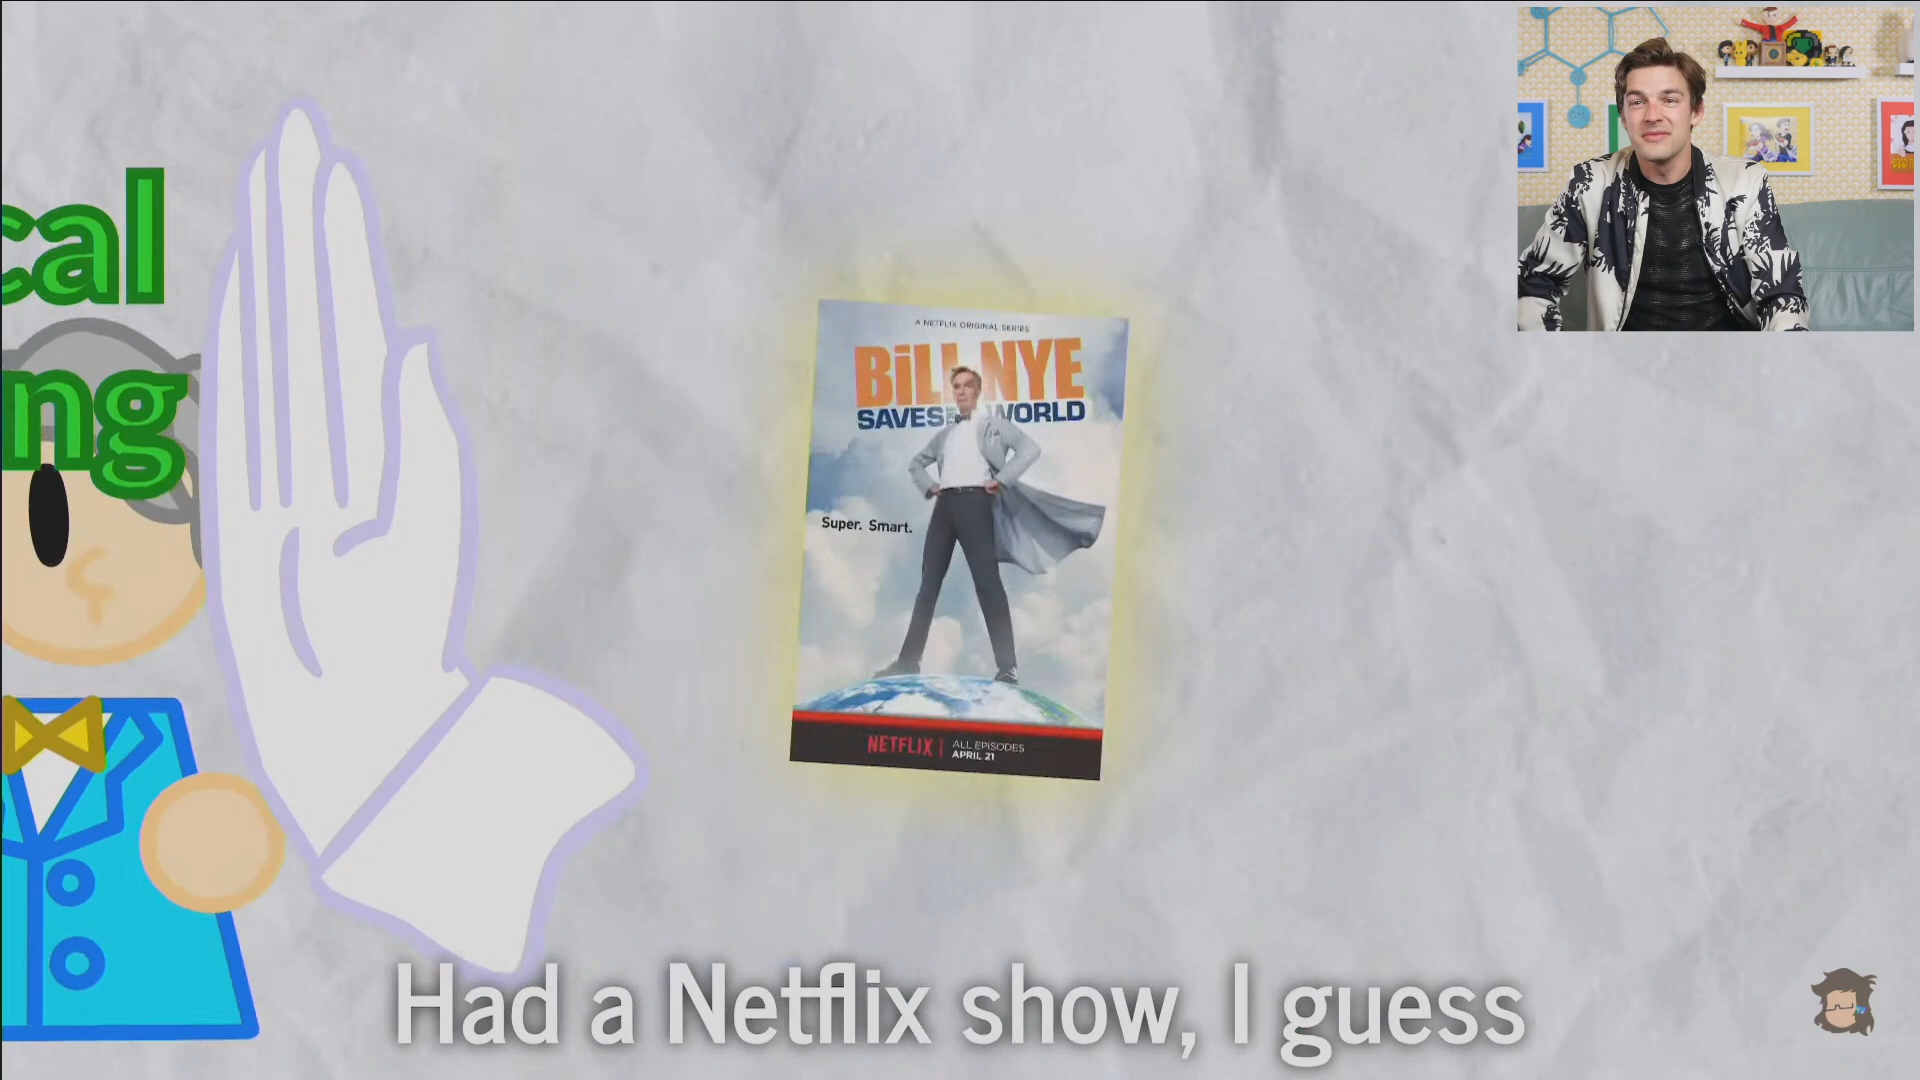 cal
ng
A NETFLIX ORIGINAL SERIES
BILL NYE
SAVES WORLD
Super. Smart.
NETFLIX | ALL EPISODES
APRIL 21
Had a Netflix show, I guess